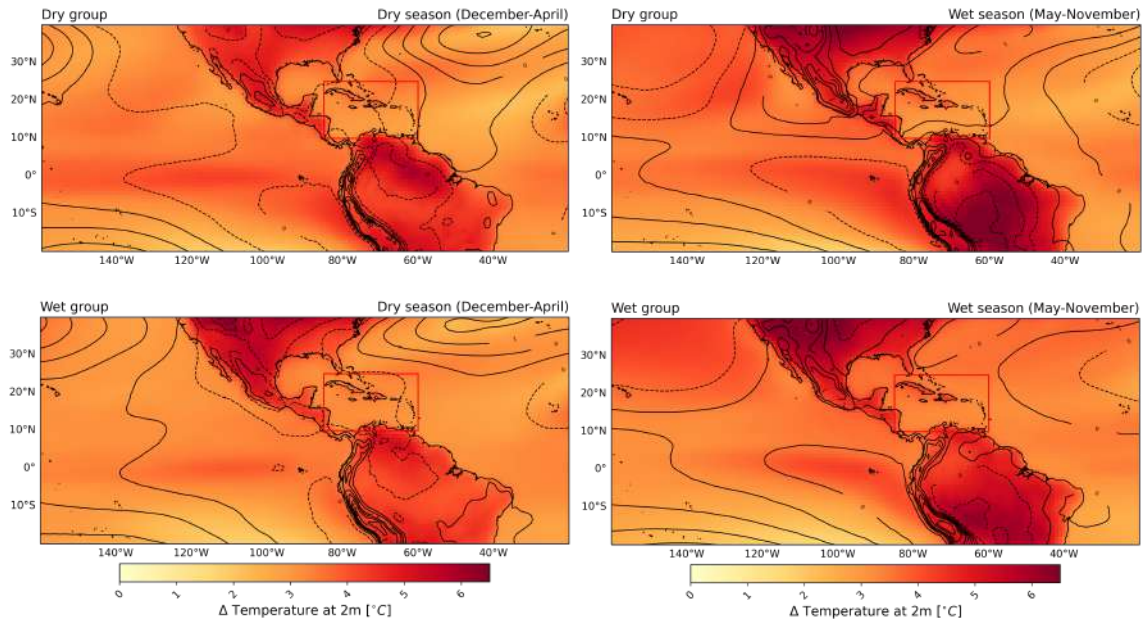 Dry group Dry season (December-April)
30°N
20°N
10°N
0°
10°S
140°W 120°W 100°W 80°W 60°W 40°W
Dry group Wet season (May-November)
30°N
20°N
10°N
0°
10°S
140°W 120°W 100°W 80°W 60°W 40°W
Wet group Dry season (December-April)
30°N
20°N
10°N
0°
10°S
140°W 120°W 100°W 80°W 60°W 40°W
Wet group Wet season (May-November)
30°N
20°N
10°N
0°
10°S
140°W 120°W 100°W 80°W 60°W 40°W
0 1 2 3 4 5 6
Δ Temperature at 2m [°C]
0 1 2 3 4 5 6
Δ Temperature at 2m [°C]